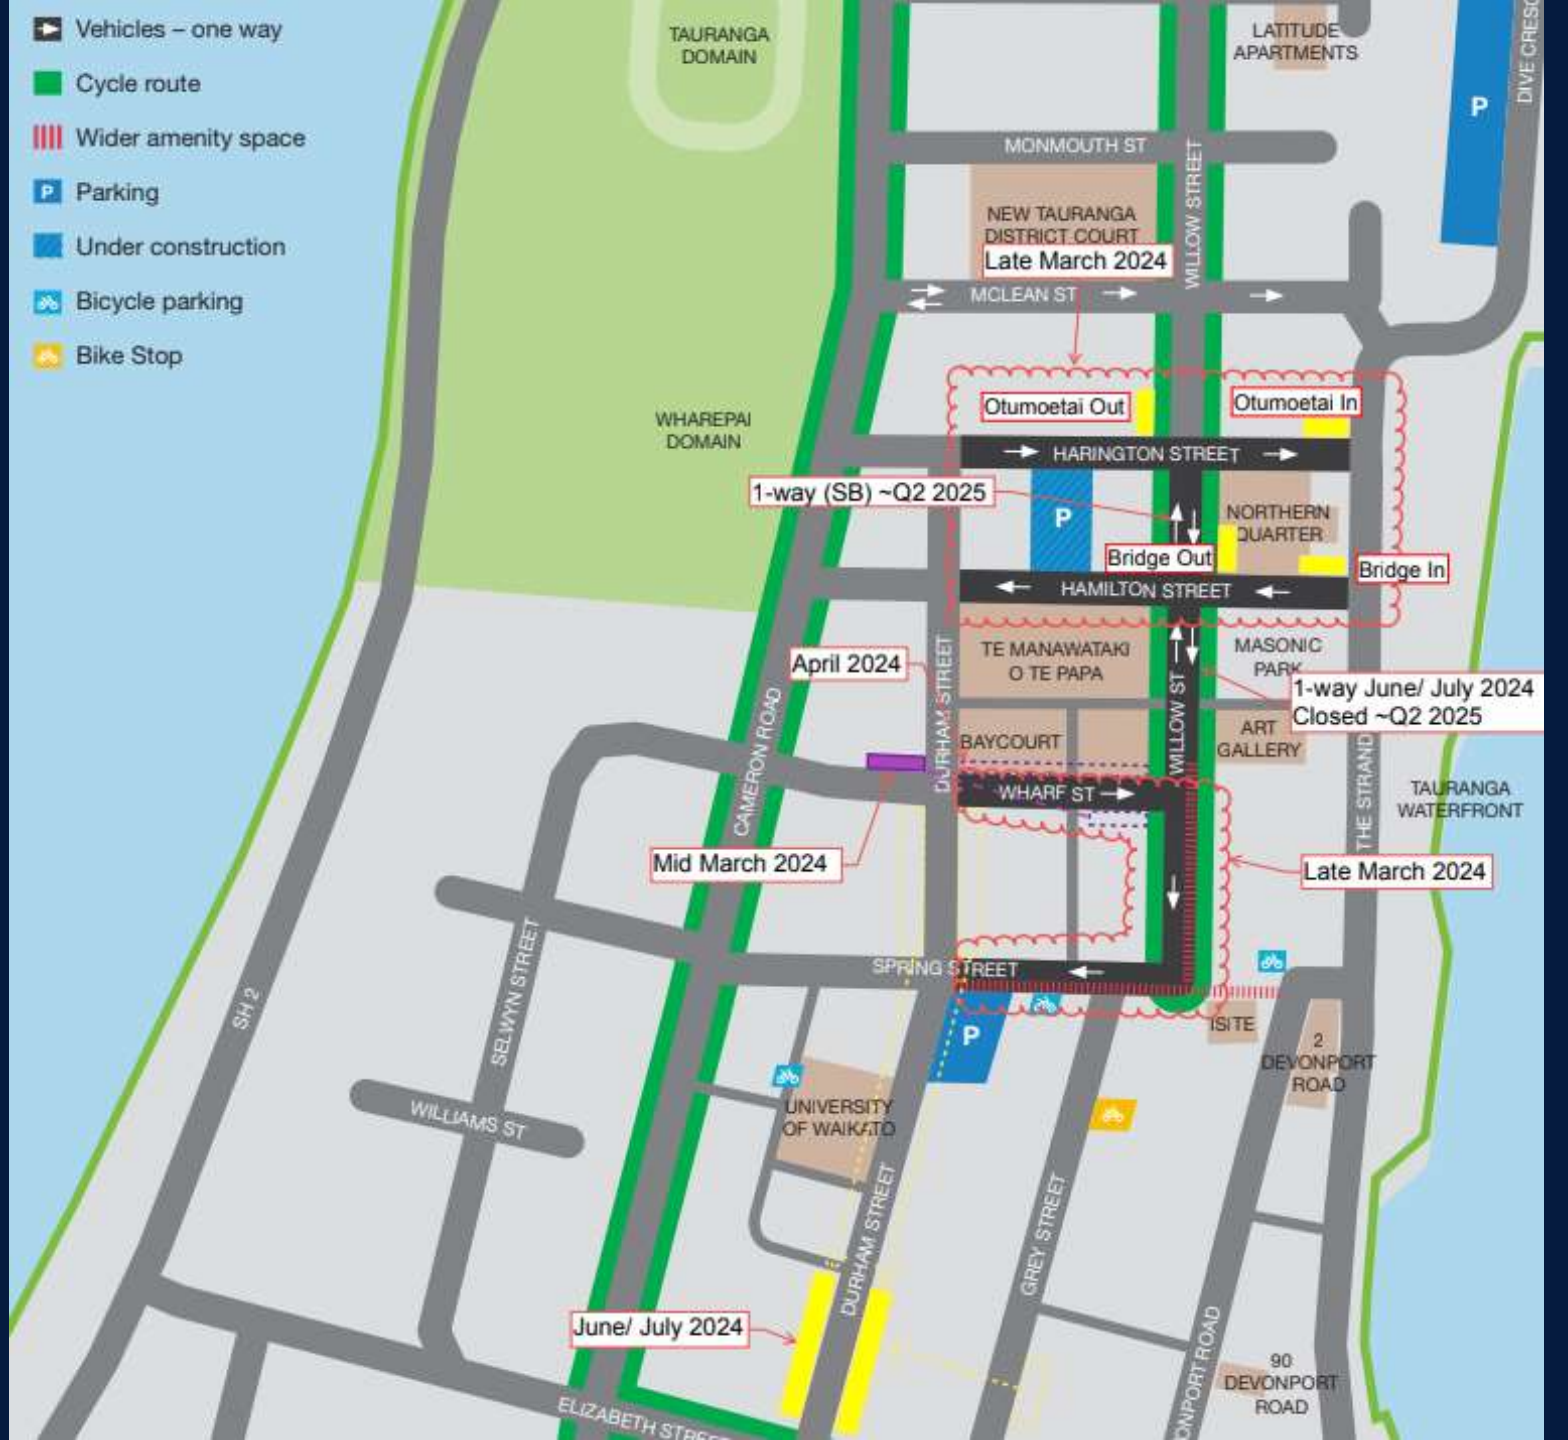 Vehicles – one way
Cycle route
Wider amenity space
P
Parking
Under construction
Bicycle parking
Bike Stop
TAURANGA
DOMAIN
LATITUDE
APARTMENTS
P
MONMOUTH ST
WILLOW STREET
NEW TAURANGA
DISTRICT COURT
Late March 2024
MCLEAN ST
WHAREPAI
DOMAIN
Otumoetai Out
Otumoetai In
HARINGTON STREET
1-way (SB) ~Q2 2025
P
NORTHERN
QUARTER
Bridge Out
Bridge In
HAMILTON STREET
April 2024
TE MANAWATAKI
O TE PAPA
MASONIC
PARK
1-way June/ July 2024
Closed ~Q2 2025
DURHAM STREET
WILLOW ST
BAYCOURT
ART
GALLERY
CAMERON ROAD
THE STRAND
TAURANGA
WATERFRONT
WHARF ST
Mid March 2024
Late March 2024
SPRING STREET
SELWYN STREET
SH 2
P
ISITE
2
DEVONPORT
ROAD
WILLIAMS ST
UNIVERSITY
OF WAIKATO
DURHAM STREET
GREY STREET
June/ July 2024
90
DEVONPORT
ROAD